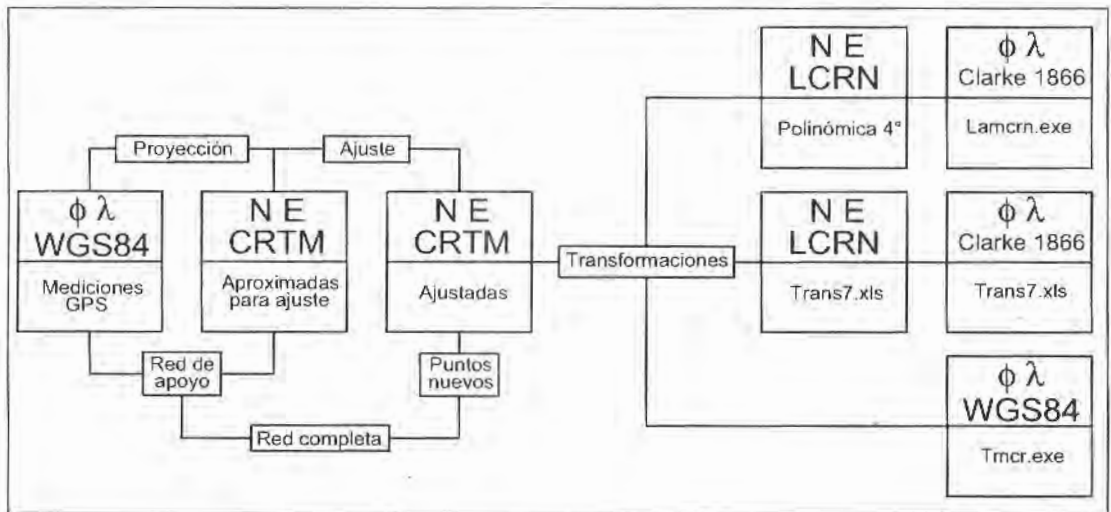 N E
LCRN
Polinómica 4°
ϕ λ
Clarke 1866
Lamcrn.exe
Proyección
Ajuste
ϕ λ
WGS84
Mediciones
GPS
N E
CRTM
Aproximadas
para ajuste
N E
CRTM
Ajustadas
Transformaciones
N E
LCRN
Trans7.xls
ϕ λ
Clarke 1866
Trans7.xls
Red de
apoyo
Puntos
nuevos
Red completa
ϕ λ
WGS84
Tmcr.exe